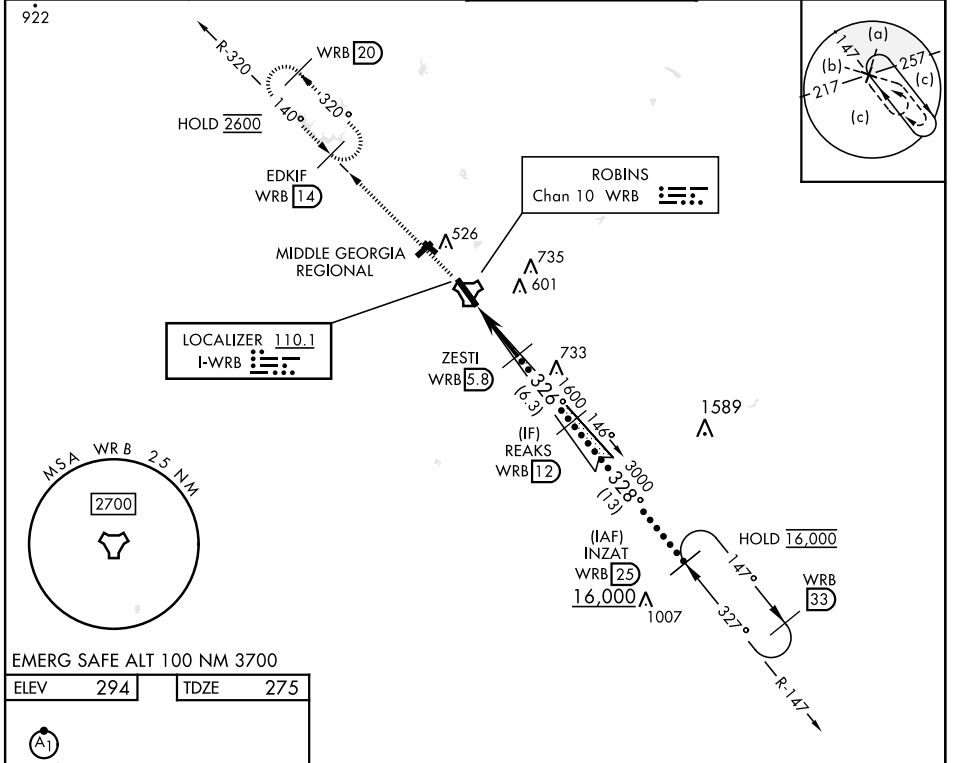 922
R-320
WRB 20
320°
140°
HOLD 2600
EDKIF
WRB 14
147
(a)
257
(b)
(c)
217
(c)
ROBINS
Chan 10 WRB
526
MIDDLE GEORGIA
REGIONAL
735
601
LOCALIZER 110.1
I-WRB
ZESTI
WRB 5.8
733
326°
(6.3)
1600
146°
3000
1589
(IF)
REAKS
WRB 12
328°
(13)
MSA WRB 25 NM
2700
(IAF)
INZAT
WRB 25
16,000
1007
HOLD 16,000
147°
WRB
33
327°
R-147
EMERG SAFE ALT 100 NM 3700
ELEV 294
TDZE 275
A1